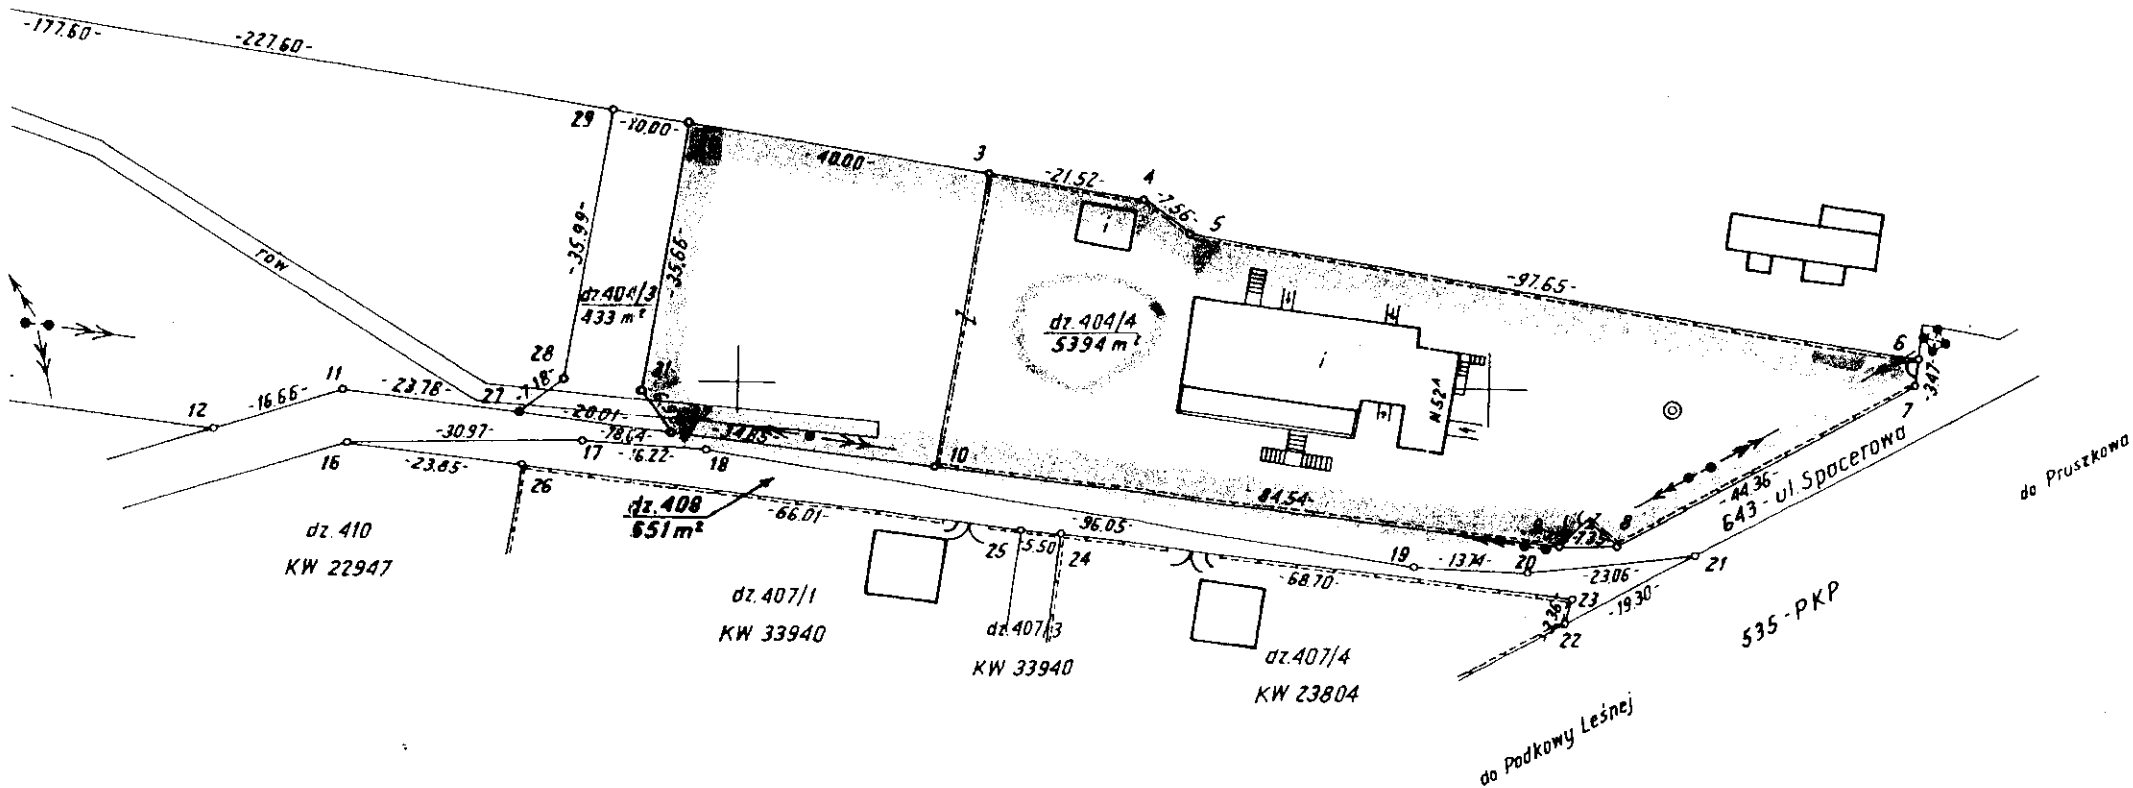 -177.60-
-227.60-
29
-10.00-
-40.00-
3
-21.52-
4
-7.56-
5
i
-97.65-
-35.99-
-35.66-
rów
dz.404/3
433 m²
dz.404/4
5394 m²
i
6
-3.47-
7
28
-7.18-
27
11
-23.78-
-16.66-
12
-20.01-
-34.85-
10
-84.54-
8
-44.36-
643 - ul. Spacerowa
do Pruszkowa
16
-30.97-
17
-16.22-
18
-23.85-
26
dz.408
651 m²
-66.01-
-96.05-
25
-5.50-
24
19
-13.74-
20
-23.06-
21
-68.70-
23
-19.30-
22
535 - PKP
dz.410
KW 22947
dz.407/1
KW 33940
dz.407/3
KW 33940
dz.407/4
KW 23804
do Podkowy Leśnej